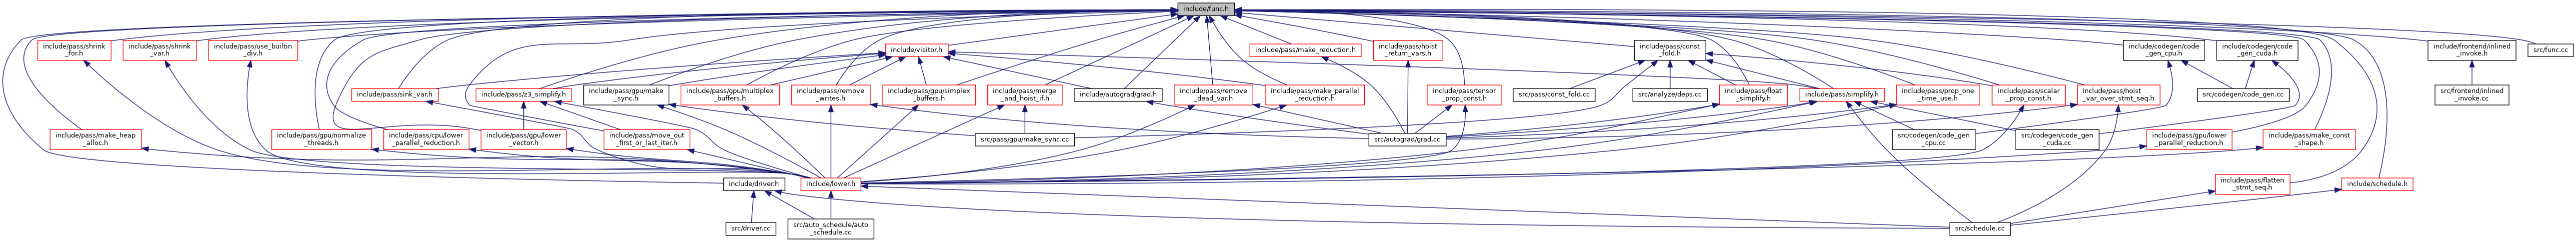 include/func.h
include/pass/shrink
_for.h
include/pass/shrink
_var.h
include/pass/use_builtin
_div.h
include/visitor.h
include/pass/make_reduction.h
include/pass/hoist
_return_vars.h
include/pass/const
_fold.h
include/codegen/code
_gen_cpu.h
include/codegen/code
_gen_cuda.h
include/frontend/inlined
_invoke.h
src/func.cc
include/pass/sink_var.h
include/pass/z3_simplify.h
include/pass/gpu/make
_sync.h
include/pass/gpu/multiplex
_buffers.h
include/pass/remove
_writes.h
include/pass/gpu/simplex
_buffers.h
include/pass/merge
_and_hoist_if.h
include/autograd/grad.h
include/pass/remove
_dead_var.h
include/pass/make_parallel
_reduction.h
include/pass/tensor
_prop_const.h
src/pass/const_fold.cc
src/analyze/deps.cc
include/pass/float
_simplify.h
include/pass/simplify.h
include/pass/prop_one
_time_use.h
include/pass/scalar
_prop_const.h
include/pass/hoist
_var_over_stmt_seq.h
src/codegen/code_gen.cc
src/frontend/inlined
_invoke.cc
include/pass/make_heap
_alloc.h
include/pass/gpu/normalize
_threads.h
include/pass/cpu/lower
_parallel_reduction.h
include/pass/gpu/lower
_vector.h
include/pass/move_out
_first_or_last_iter.h
src/pass/gpu/make_sync.cc
src/autograd/grad.cc
src/codegen/code_gen
_cpu.cc
src/codegen/code_gen
_cuda.cc
include/pass/gpu/lower
_parallel_reduction.h
include/pass/make_const
_shape.h
include/driver.h
include/lower.h
include/pass/flatten
_stmt_seq.h
include/schedule.h
src/driver.cc
src/auto_schedule/auto
_schedule.cc
src/schedule.cc